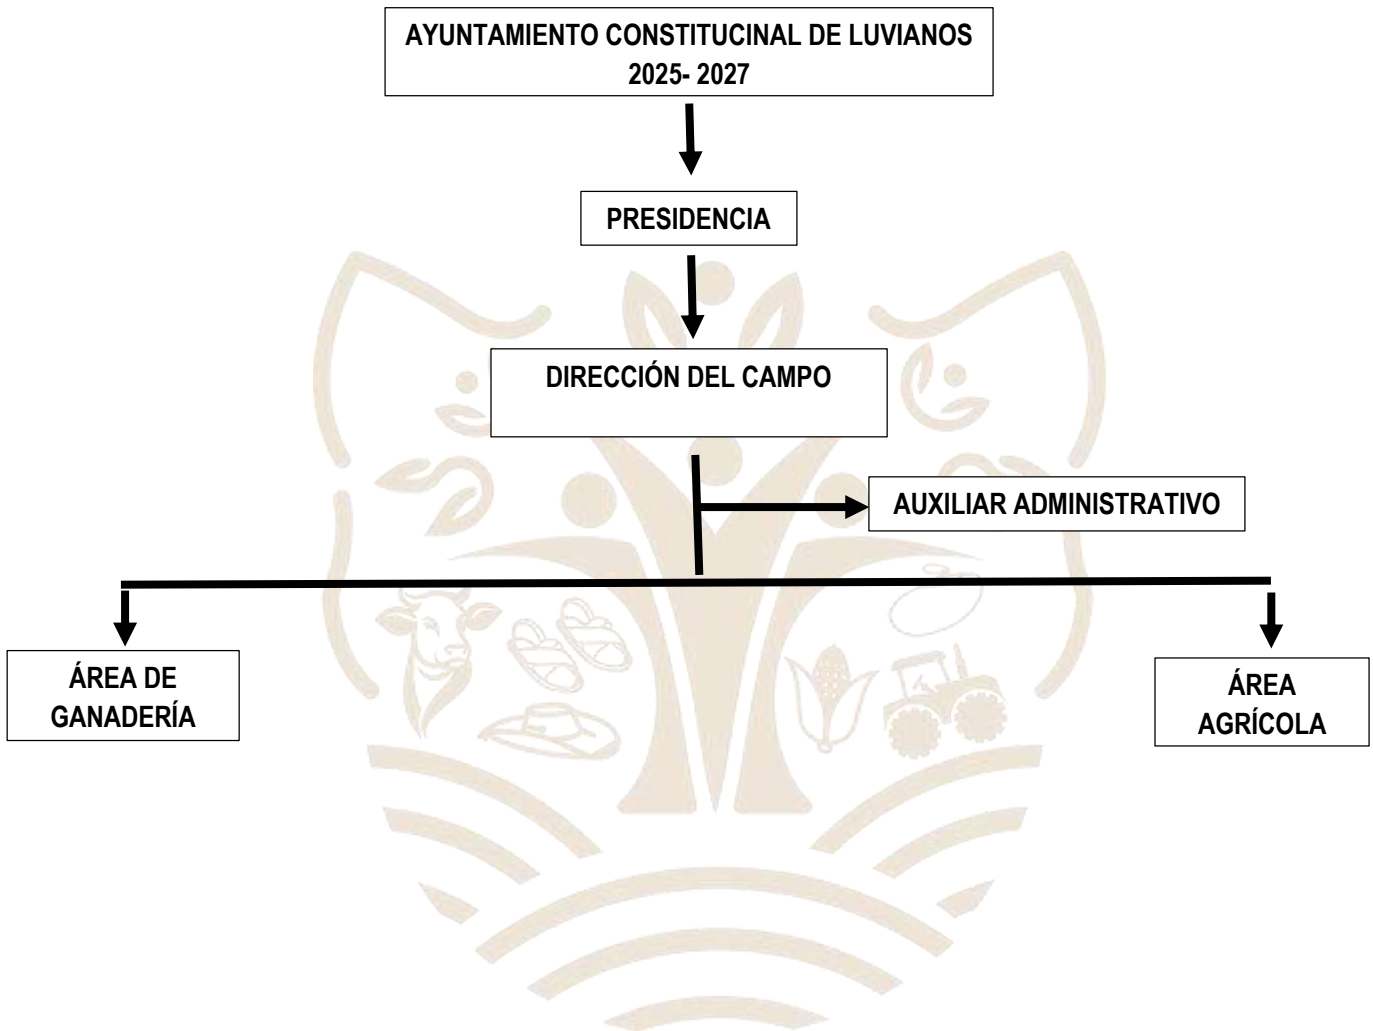 AYUNTAMIENTO CONSTITUCINAL DE LUVIANOS
2025- 2027
PRESIDENCIA
DIRECCIÓN DEL CAMPO
AUXILIAR ADMINISTRATIVO
ÁREA DE
GANADERÍA
ÁREA
AGRÍCOLA